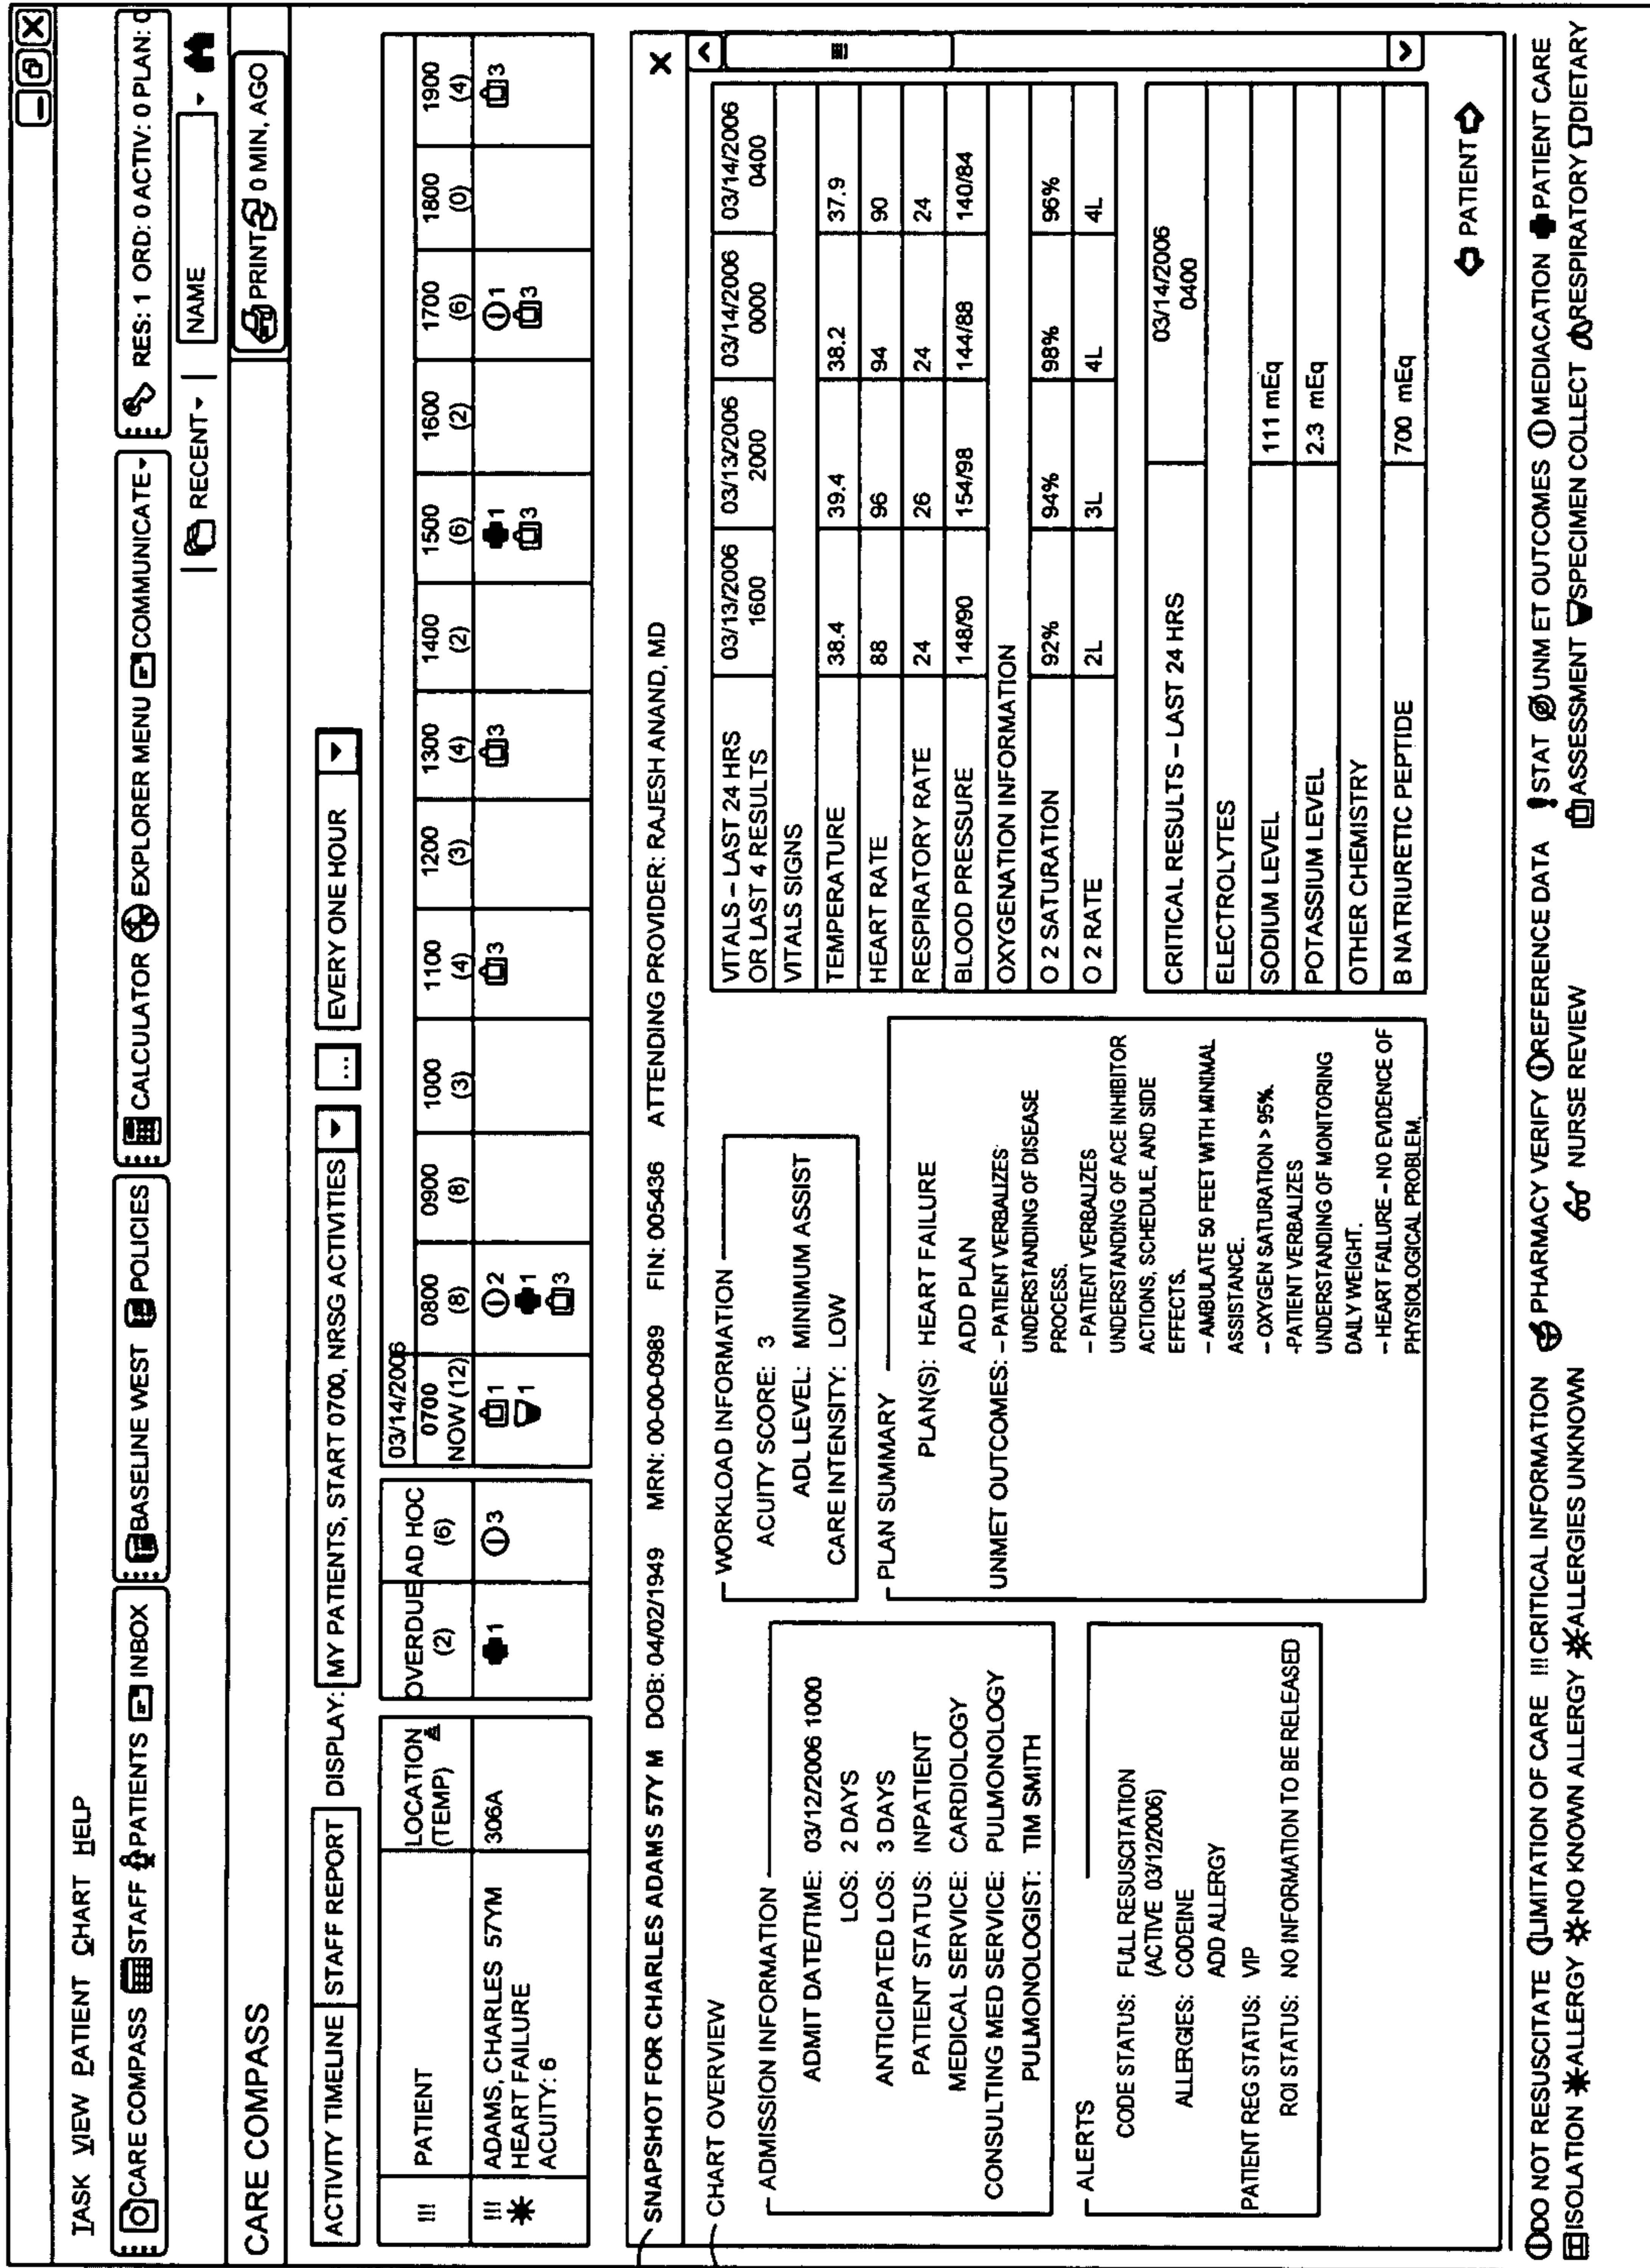 TASK VIEW PATIENT CHART HELP
CARE COMPASS STAFF PATIENTS INBOX BASELINE WEST POLICIES CALCULATOR EXPLORER MENU COMMUNICATE RES: 1 ORD: 0 ACTIV: 0 PLAN: 0
RECENT NAME
CARE COMPASS PRINT 0 MIN, AGO
ACTIVITY TIMELINE STAFF REPORT DISPLAY: MY PATIENTS, START 0700, NRSG ACTIVITIES ... EVERY ONE HOUR
03/14/2006
!!! PATIENT LOCATION (TEMP) OVERDUE (2) AD HOC (6) 0700 NOW (12) 0800 (8) 0900 (8) 1000 (3) 1100 (4) 1200 (3) 1300 (4) 1400 (2) 1500 (6) 1600 (2) 1700 (6) 1800 (0) 1900 (4)
!!! ADAMS, CHARLES 57YM 306A 1 3 1 2 3 3 1 1 3
HEART FAILURE 1 1 3 3
ACUITY: 6 3
SNAPSHOT FOR CHARLES ADAMS 57Y M DOB: 04/02/1949 MRN: 00-00-0989 FIN: 005436 ATTENDING PROVIDER: RAJESH ANAND, MD X
CHART OVERVIEW
ADMISSION INFORMATION
ADMIT DATE/TIME: 03/12/2006 1000
LOS: 2 DAYS
ANTICIPATED LOS: 3 DAYS
PATIENT STATUS: INPATIENT
MEDICAL SERVICE: CARDIOLOGY
CONSULTING MED SERVICE: PULMONOLOGY
PULMONOLOGIST: TIM SMITH
ALERTS
CODE STATUS: FULL RESUSCITATION
(ACTIVE 03/12/2006)
ALLERGIES: CODEINE
ADD ALLERGY
PATIENT REG STATUS: VIP
ROI STATUS: NO INFORMATION TO BE RELEASED
WORKLOAD INFORMATION
ACUITY SCORE: 3
ADL LEVEL: MINIMUM ASSIST
CARE INTENSITY: LOW
PLAN SUMMARY
PLAN(S): HEART FAILURE
ADD PLAN
UNMET OUTCOMES: – PATIENT VERBALIZES
UNDERSTANDING OF DISEASE
PROCESS.
– PATIENT VERBALIZES
UNDERSTANDING OF ACE INHIBITOR
ACTIONS, SCHEDULE, AND SIDE
EFFECTS.
– AMBULATE 50 FEET WITH MINIMAL
ASSISTANCE.
– OXYGEN SATURATION > 95%.
-PATIENT VERBALIZES
UNDERSTANDING OF MONITORING
DAILY WEIGHT.
– HEART FAILURE – NO EVIDENCE OF
PHYSIOLOGICAL PROBLEM.
VITALS – LAST 24 HRS 03/13/2006 03/13/2006 03/14/2006 03/14/2006
OR LAST 4 RESULTS 1600 2000 0000 0400
VITALS SIGNS
TEMPERATURE 38.4 39.4 38.2 37.9
HEART RATE 88 96 94 90
RESPIRATORY RATE 24 26 24 24
BLOOD PRESSURE 148/90 154/98 144/88 140/84
OXYGENATION INFORMATION
O 2 SATURATION 92% 94% 98% 96%
O 2 RATE 2L 3L 4L 4L
CRITICAL RESULTS – LAST 24 HRS 03/14/2006
0400
ELECTROLYTES
SODIUM LEVEL 111 mEq
POTASSIUM LEVEL 2.3 mEq
OTHER CHEMISTRY
B NATRIURETIC PEPTIDE 700 mEq
PATIENT
DO NOT RESUSCITATE LIMITATION OF CARE !!!CRITICAL INFORMATION PHARMACY VERIFY REFERENCE DATA STAT UNM ET OUTCOMES MEDIACATION PATIENT CARE
ISOLATION ALLERGY NO KNOWN ALLERGY ALLERGIES UNKNOWN NURSE REVIEW ASSESSMENT SPECIMEN COLLECT RESPIRATORY DIETARY